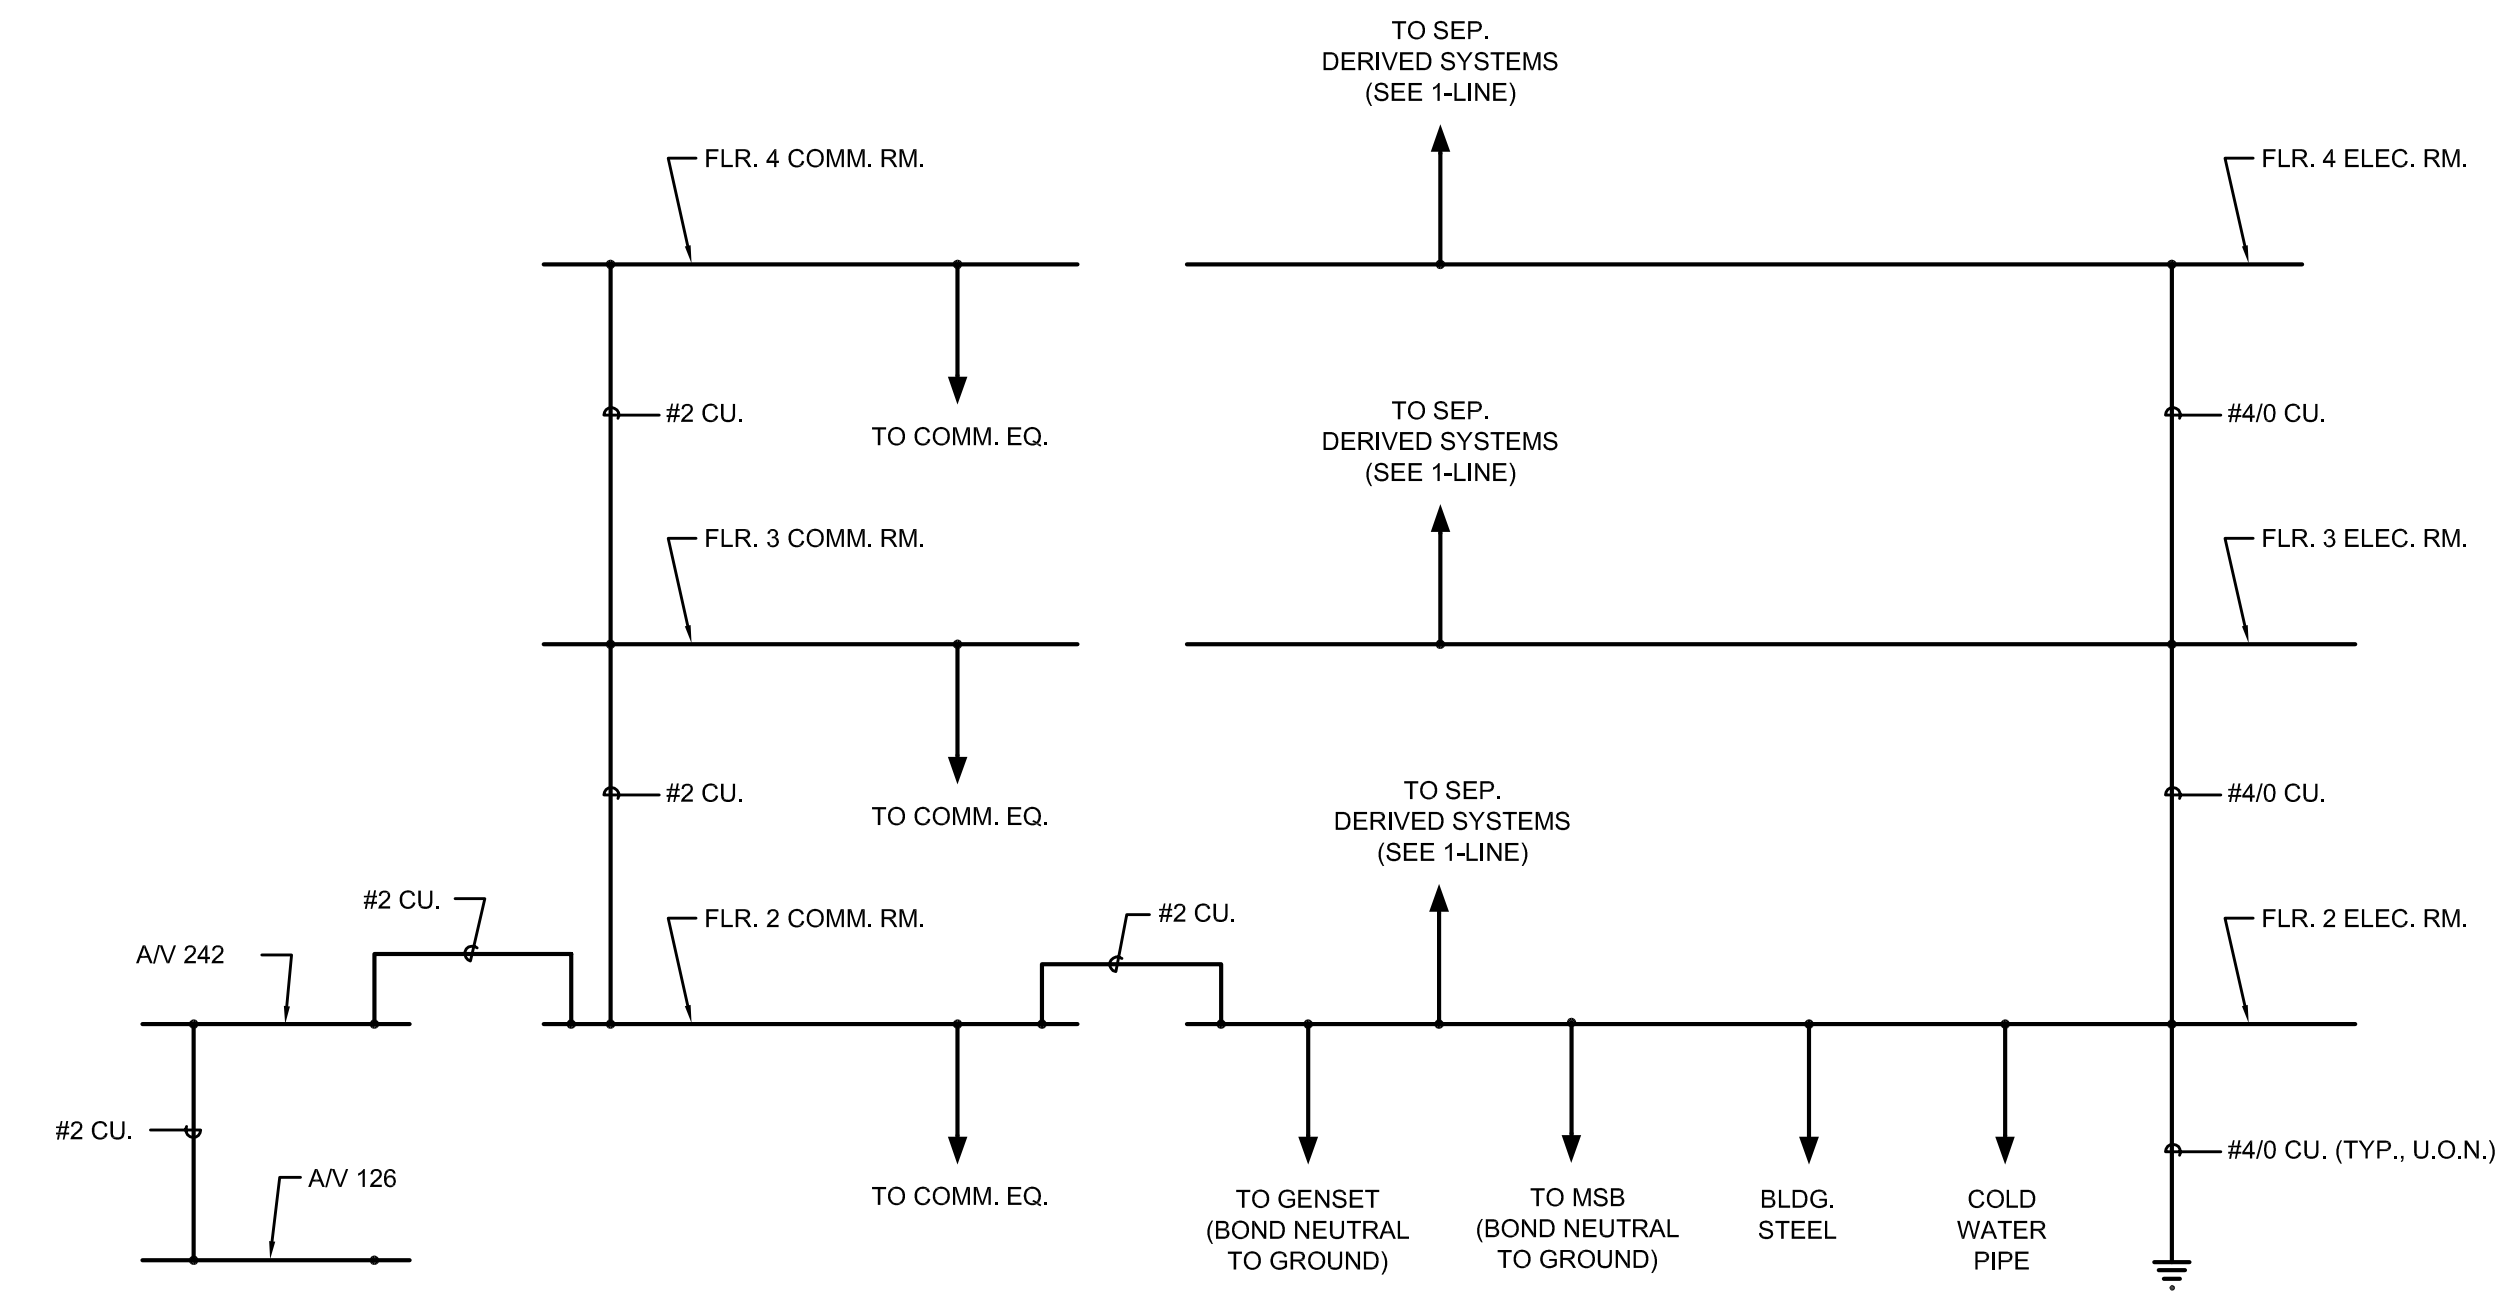 TO SEP.
DERIVED SYSTEMS
(SEE 1-LINE)
FLR. 4 COMM. RM.
FLR. 4 ELEC. RM.
#2 CU.
TO COMM. EQ.
TO SEP.
DERIVED SYSTEMS
(SEE 1-LINE)
#4/0 CU.
FLR. 3 COMM. RM.
FLR. 3 ELEC. RM.
#2 CU.
TO COMM. EQ.
TO SEP.
DERIVED SYSTEMS
(SEE 1-LINE)
#4/0 CU.
#2 CU.
A/V 242
FLR. 2 COMM. RM.
#2 CU.
FLR. 2 ELEC. RM.
#2 CU.
A/V 126
TO COMM. EQ.
TO GENSET
(BOND NEUTRAL
TO GROUND)
TO MSB
(BOND NEUTRAL
TO GROUND)
BLDG.
STEEL
COLD
WATER
PIPE
#4/0 CU. (TYP., U.O.N.)